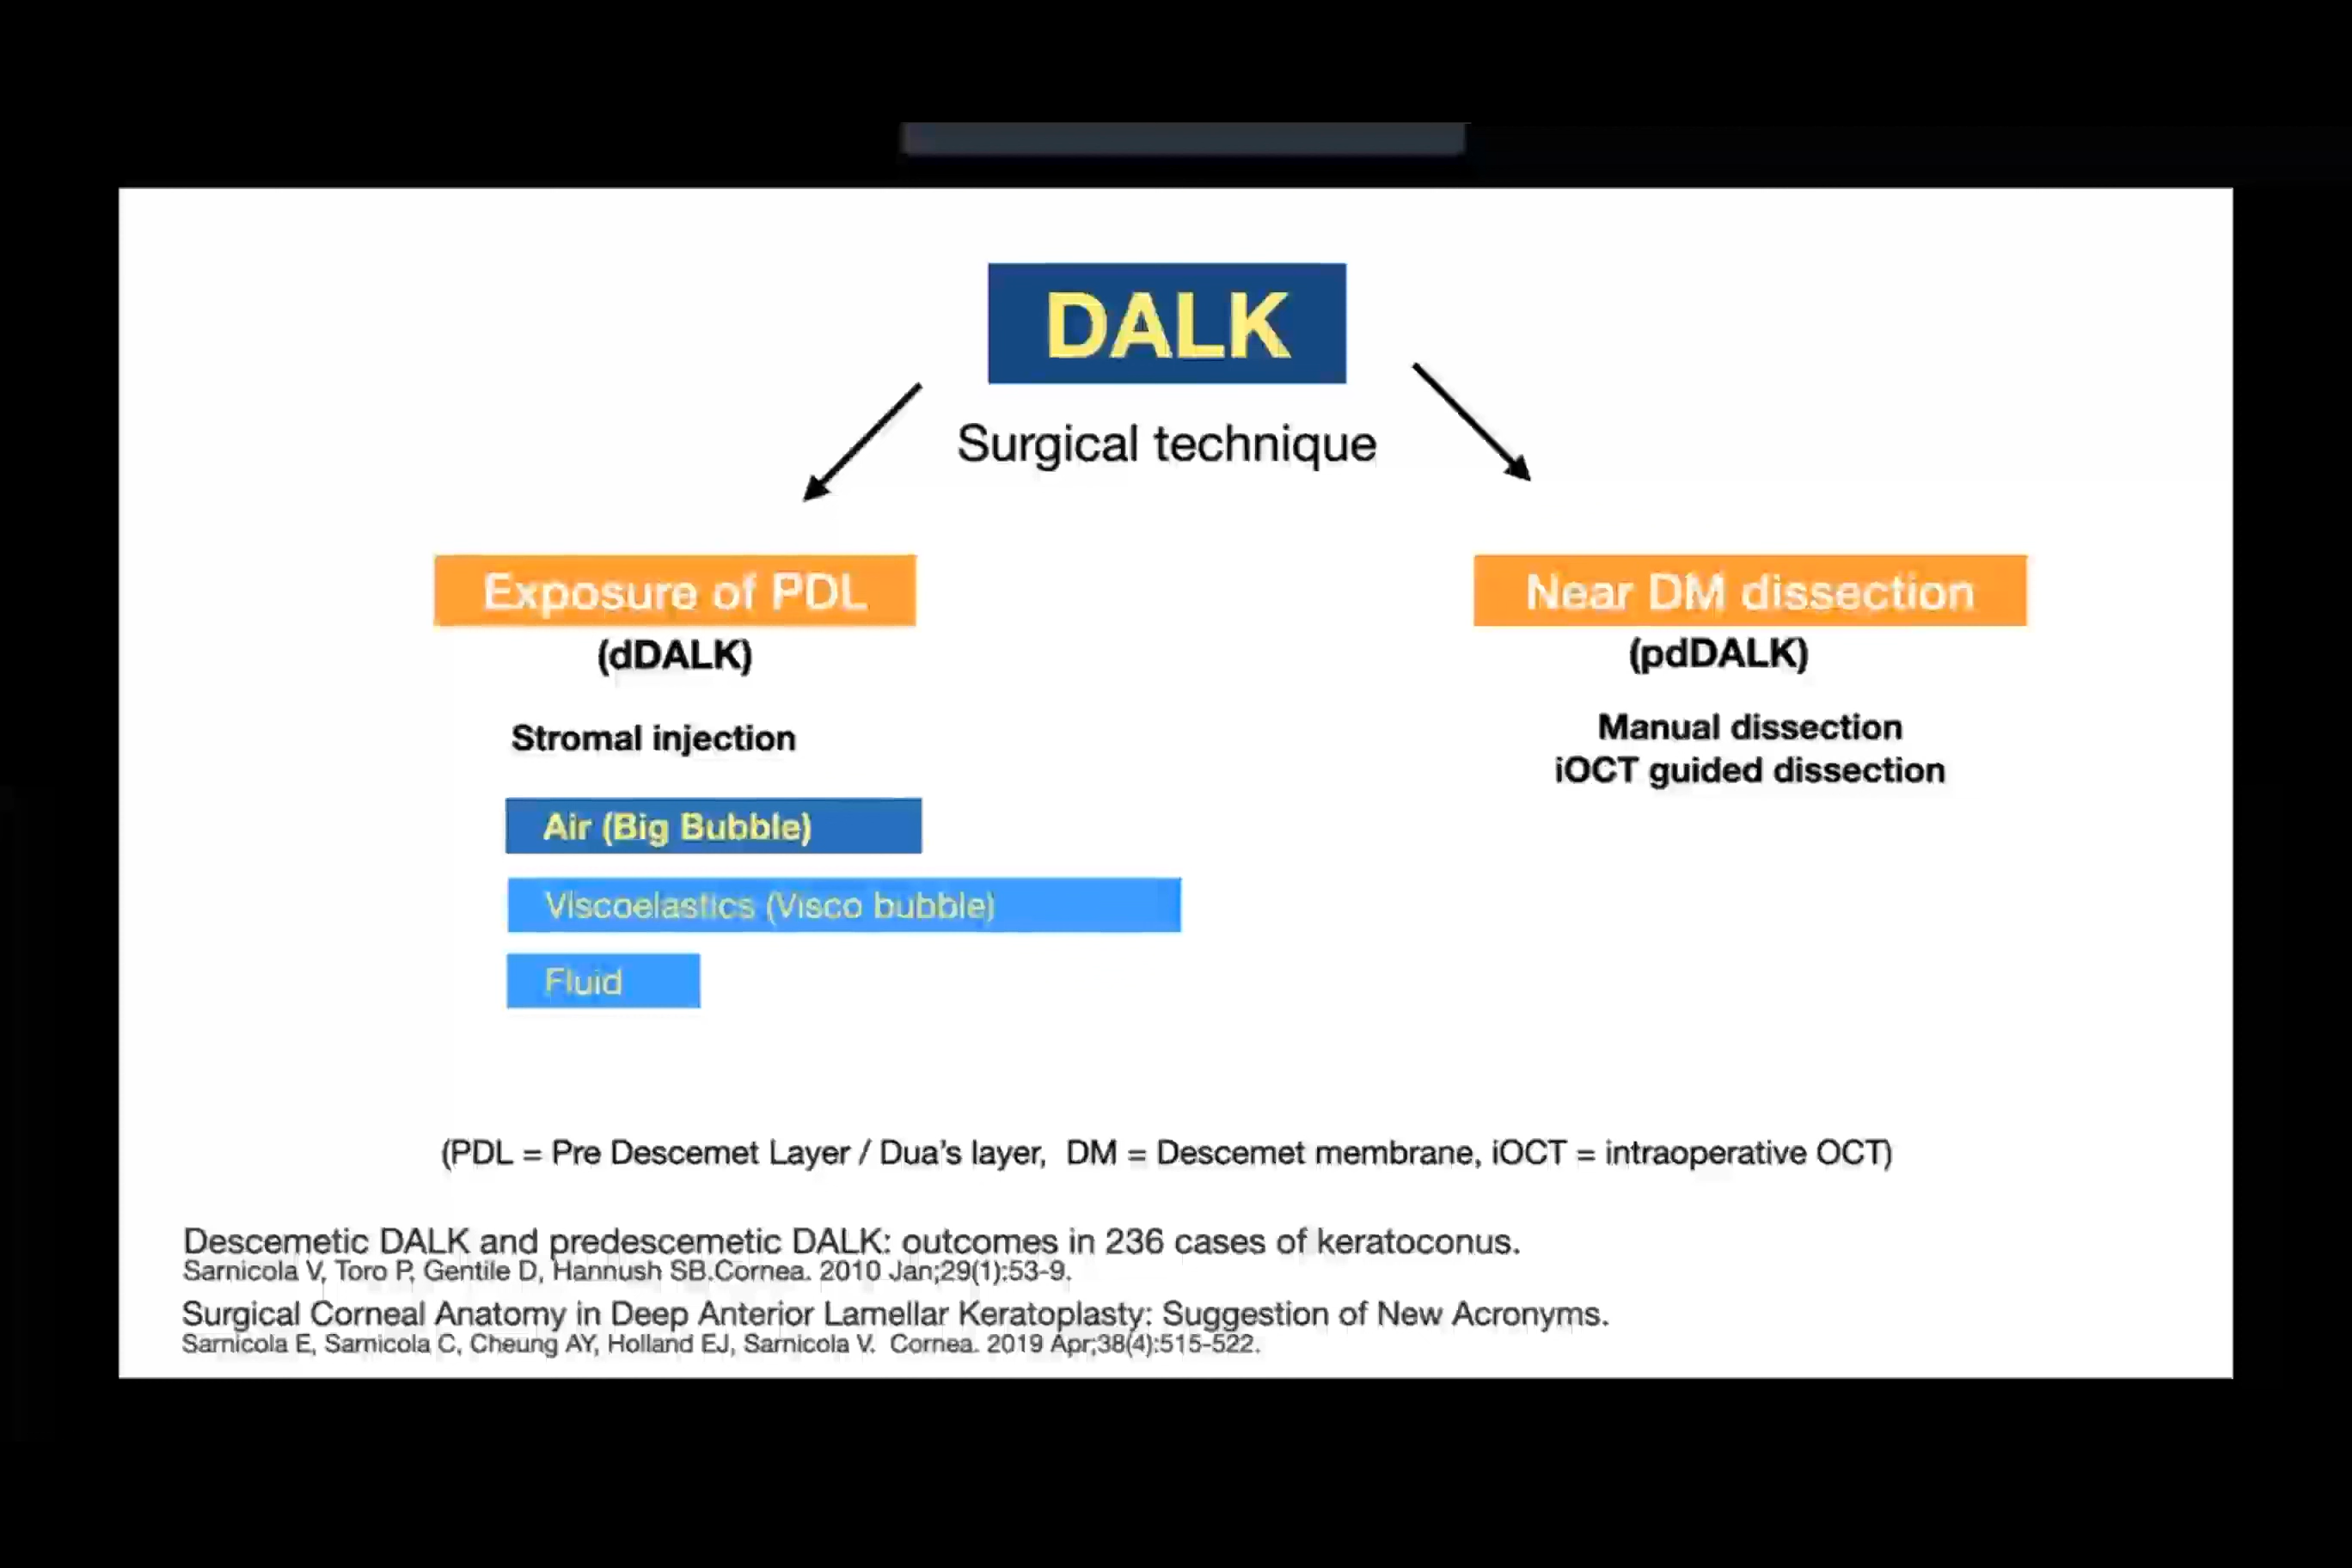 DALK
Surgical technique
Exposure of PDL
(dDALK)
Stromal injection
Air (Big Bubble)
Viscoelastics (Visco bubble)
Fluid
Near DM dissection
(pdDALK)
Manual dissection
iOCT guided dissection
(PDL = Pre Descemet Layer / Dua's layer, DM = Descemet membrane, iOCT = intraoperative OCT)
Descemetic DALK and predescemetic DALK: outcomes in 236 cases of keratoconus.
Sarnicola V, Toro P, Gentile D, Hannush SB.Cornea. 2010 Jan;29(1):53-9.
Surgical Corneal Anatomy in Deep Anterior Lamellar Keratoplasty: Suggestion of New Acronyms.
Sarnicola E, Sarnicola C, Cheung AY, Holland EJ, Sarnicola V. Cornea. 2019 Apr;38(4):515-522.